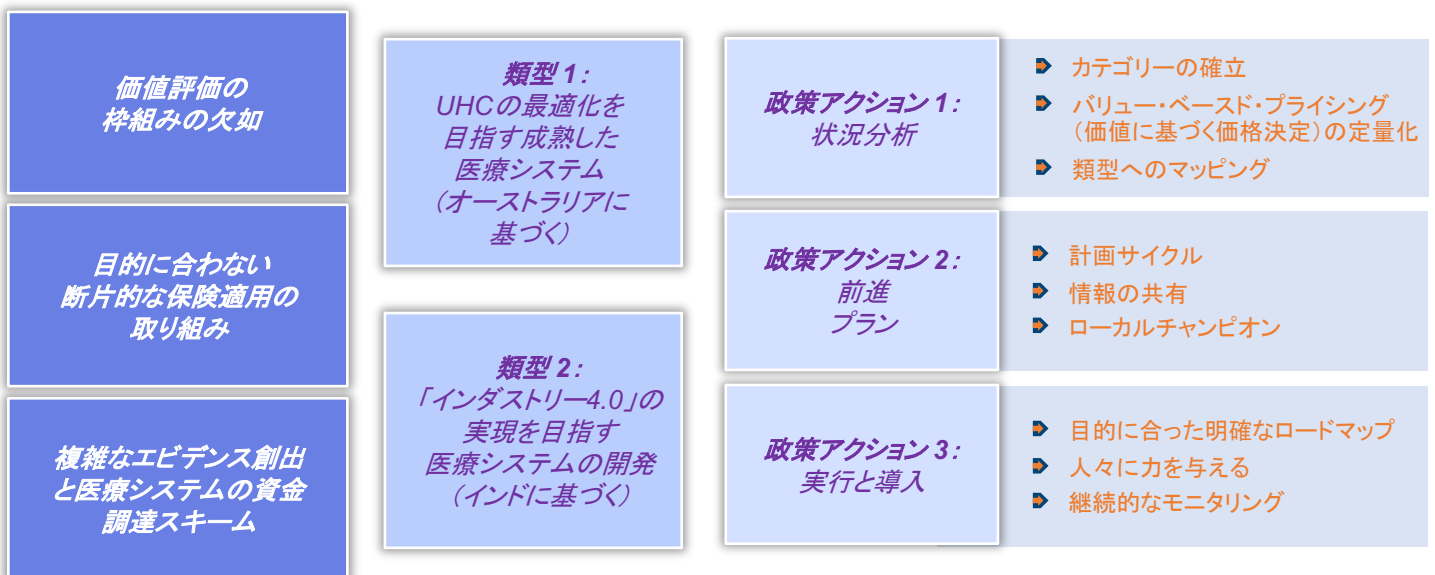 価値評価の
枠組みの欠如
目的に合わない
断片的な保険適用の
取り組み
複雑なエビデンス創出
と医療システムの資金
調達スキーム
類型 1：
UHCの最適化を
目指す成熟した
医療システム
（オーストラリアに
基づく）
類型 2：
「インダストリー4.0」の
実現を目指す
医療システムの開発
（インドに基づく）
政策アクション 1：
状況分析
カテゴリーの確立
バリュー・ベースド・プライシング
（価値に基づく価格決定）の定量化
類型へのマッピング
政策アクション 2：
前進
プラン
計画サイクル
情報の共有
ローカルチャンピオン
政策アクション 3：
実行と導入
目的に合った明確なロードマップ
人々に力を与える
継続的なモニタリング